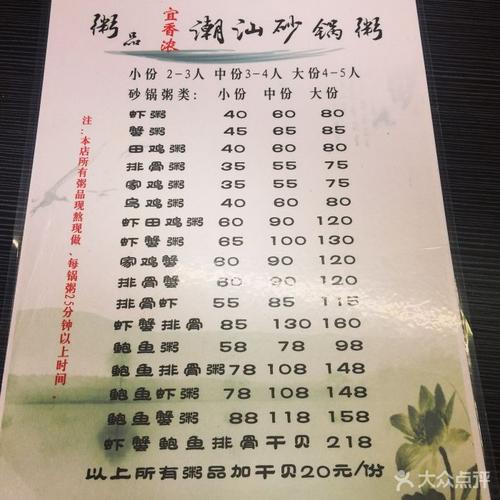 粥品 宜香浓 潮汕砂锅粥
小份 2-3人 中份3-4人 大份4-5人
砂锅粥类: 小份 中份 大份
虾粥 40 60 80
蟹粥 45 65 85
田鸡粥 40 60 80
排骨粥 35 55 75
家鸡粥 35 55 75
乌鸡粥 40 60 80
虾田鸡粥 60 90 120
虾蟹粥 65 100 130
家鸡蟹 60 90 120
排骨蟹 60 90 120
排骨虾 55 85 115
虾蟹排骨 85 130 160
鲍鱼粥 58 78 98
鲍鱼排骨粥78 108 148
鲍鱼虾粥 78 108 148
鲍鱼蟹粥 88 118 158
虾蟹鲍鱼排骨干贝 218
以上所有粥品加干贝20元/份
注:本店所有粥品现熬现做、每锅粥25分钟以上时间.
大众点评